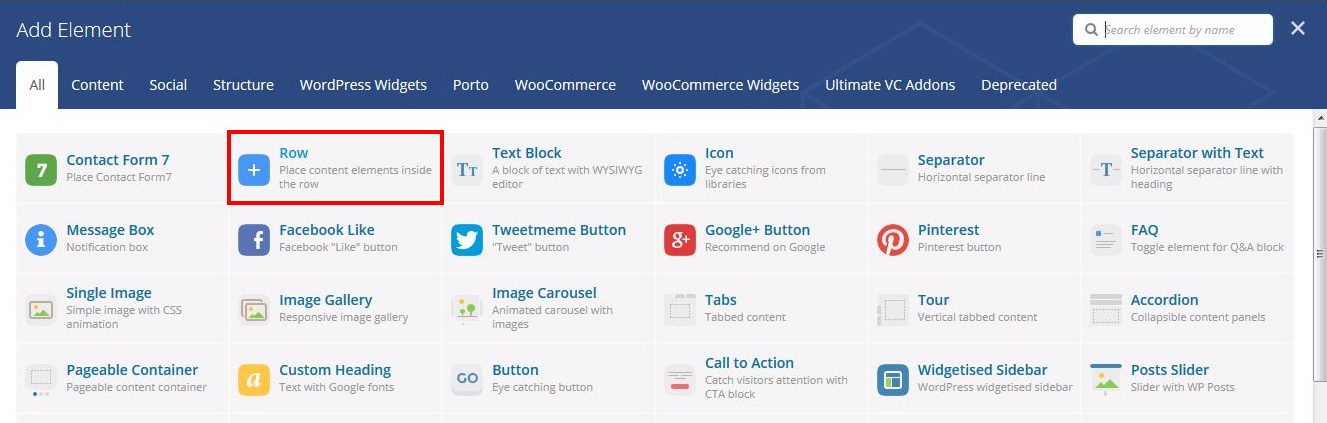 Add Element
Search element by name
All Content Social Structure WordPress Widgets Porto WooCommerce WooCommerce Widgets Ultimate VC Addons Deprecated
7
Contact Form 7
Place Contact Form7
Row
Place content elements inside
the row
TT
Text Block
A block of text with WYSIWYG
editor
Icon
Eye catching icons from
libraries
Separator
Horizontal separator line
T
Separator with Text
Horizontal separator line with
heading
i
Message Box
Notification box
f
Facebook Like
Facebook "Like" button
Tweetmeme Button
"Tweet" button
g+
Google+ Button
Recommend on Google
Pinterest
Pinterest button
FAQ
Toggle element for Q&A block
Single Image
Simple image with CSS
animation
Image Gallery
Responsive image gallery
Image Carousel
Animated carousel with
images
Tabs
Tabbed content
Tour
Vertical tabbed content
Accordion
Collapsible content panels
Pageable Container
Pageable content container
a
Custom Heading
Text with Google fonts
GO
Button
Eye catching button
Call to Action
Catch visitors attention with
CTA block
Widgetised Sidebar
WordPress widgetised sidebar
Posts Slider
Slider with WP Posts